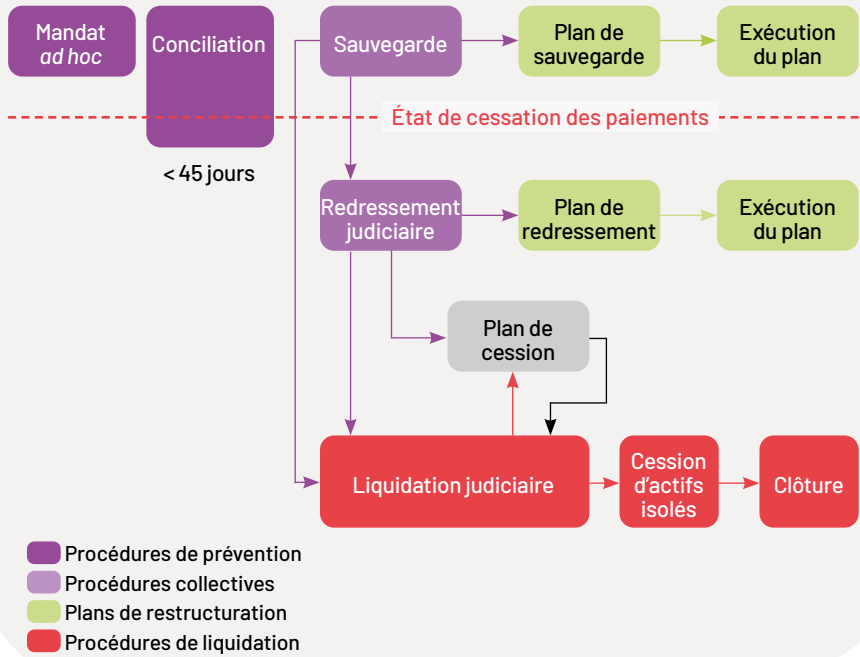 Mandat
ad hoc
Conciliation
Sauvegarde
Plan de
sauvegarde
Exécution
du plan
État de cessation des paiements
< 45 jours
Redressement
judiciaire
Plan de
redressement
Exécution
du plan
Plan de
cession
Liquidation judiciaire
Cession
d'actifs
isolés
Clôture
Procédures de prévention
Procédures collectives
Plans de restructuration
Procédures de liquidation